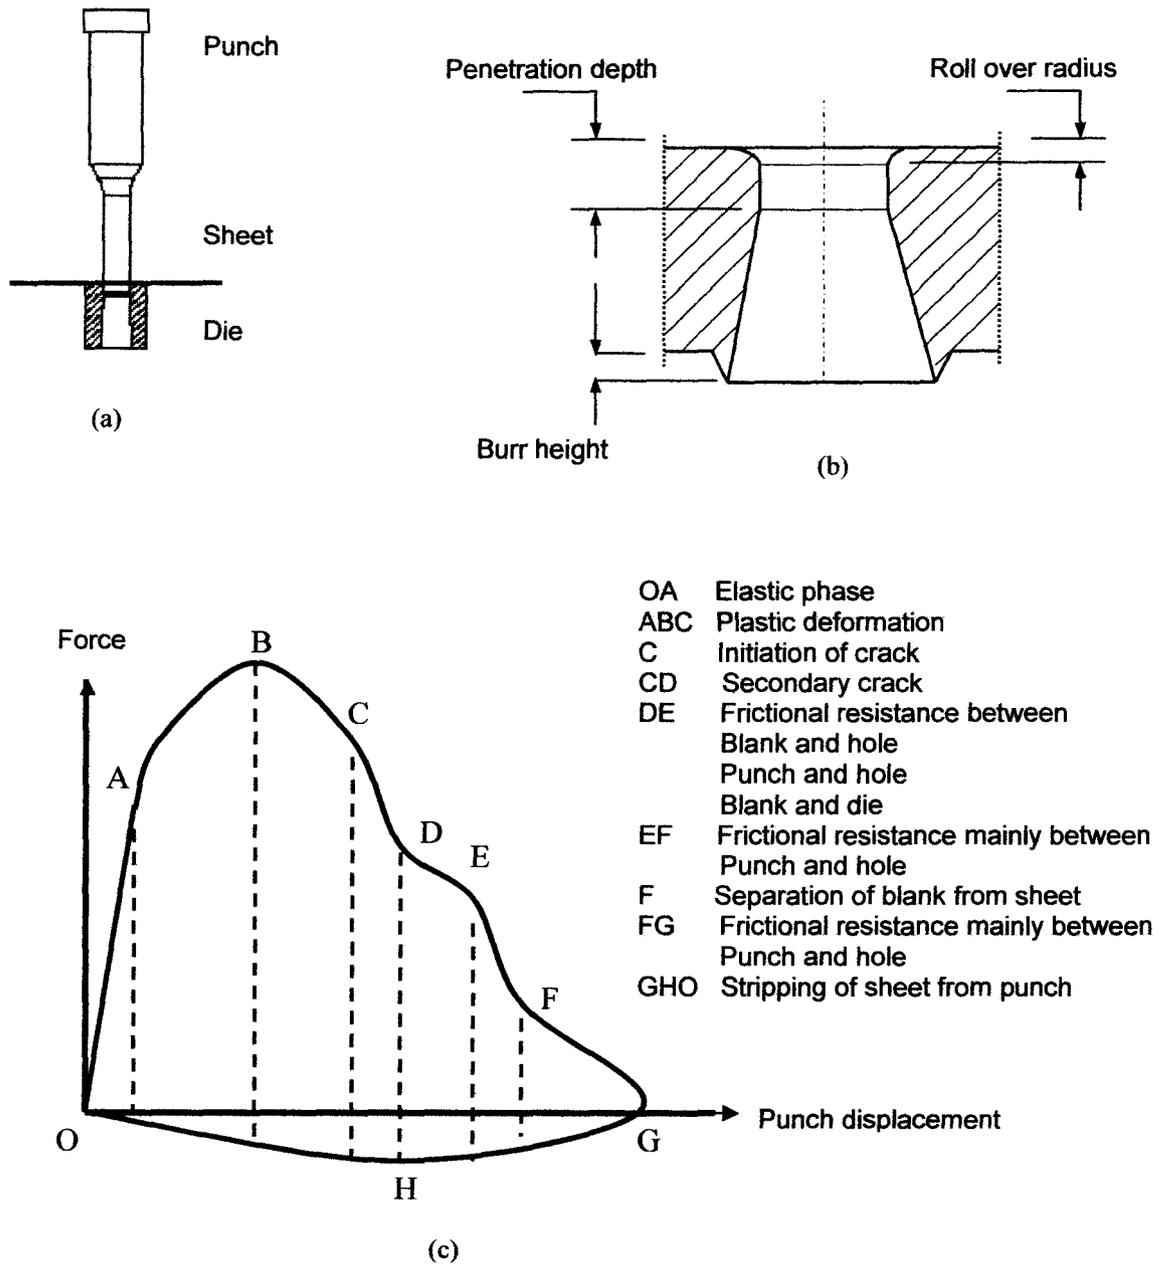 Punch
Sheet
Die
(a)
Penetration depth
Roll over radius
Burr height
(b)
OA Elastic phase
ABC Plastic deformation
C Initiation of crack
CD Secondary crack
DE Frictional resistance between
Blank and hole
Punch and hole
Blank and die
EF Frictional resistance mainly between
Punch and hole
F Separation of blank from sheet
FG Frictional resistance mainly between
Punch and hole
GHO Stripping of sheet from punch
Force
B
C
A
D
E
F
O
Punch displacement
G
H
(c)